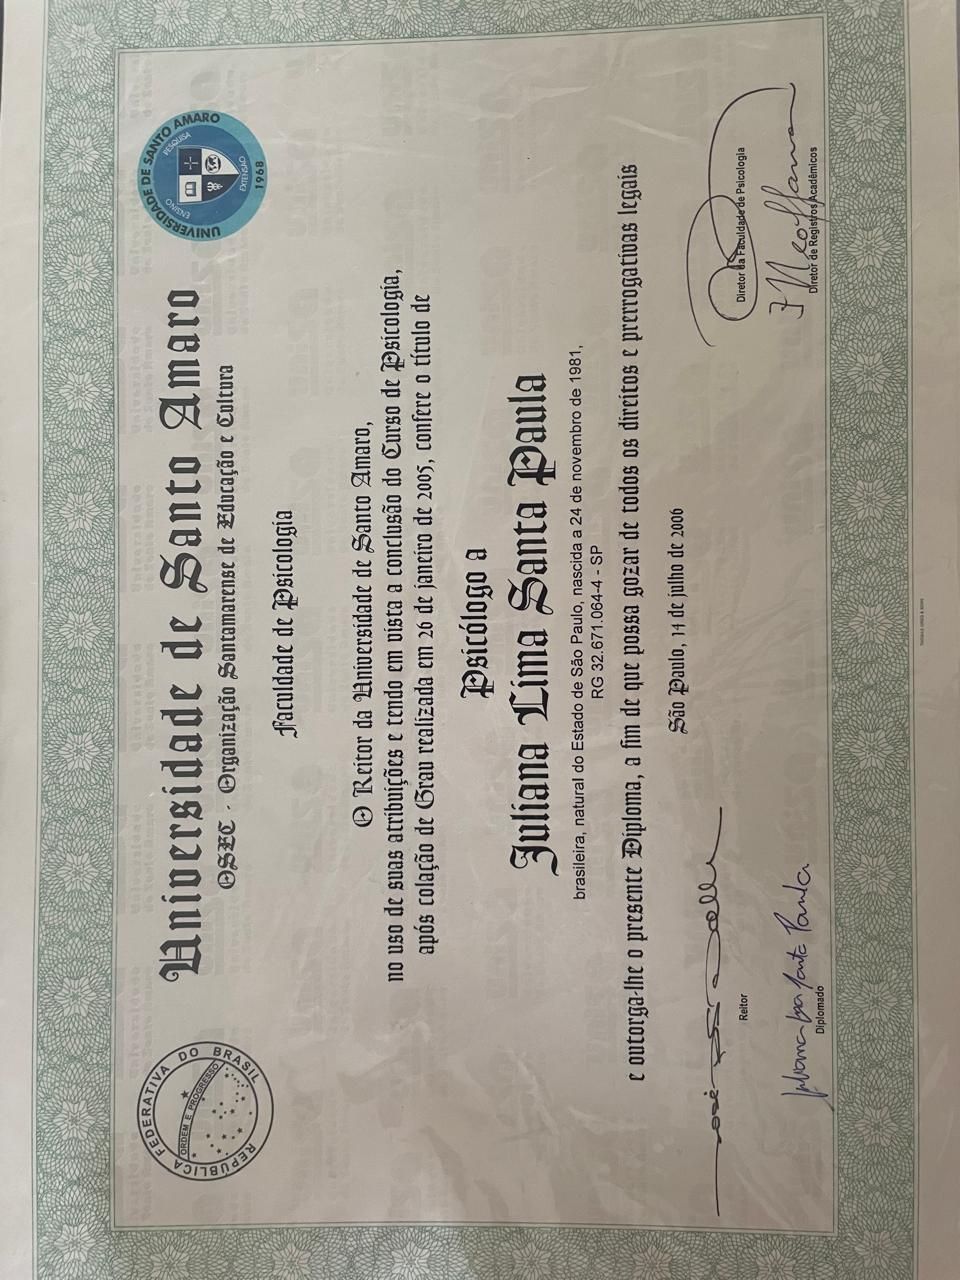 REPÚBLICA FEDERATIVA DO BRASIL
ORDEM E PROGRESSO
Universidade de Santo Amaro
OSEC - Organização Santamarense de Educação e Cultura
UNIVERSIDADE DE SANTO AMARO
ENSINO PESQUISA EXTENSÃO
1968
Faculdade de Psicologia
O Reitor da Universidade de Santo Amaro,
no uso de suas atribuições e tendo em vista a conclusão do Curso de Psicologia,
após colação de Grau realizada em 26 de janeiro de 2005, confere o título de
Psicólogo a
Juliana Lima Santa Paula
brasileira, natural do Estado de São Paulo, nascida a 24 de novembro de 1981,
RG 32.671.064-4 - SP
e outorga-lhe o presente Diploma, a fim de que possa gozar de todos os direitos e prerrogativas legais
São Paulo, 14 de julho de 2006
Reitor
Diretor da Faculdade de Psicologia
Diplomado
Diretor de Registros Acadêmicos